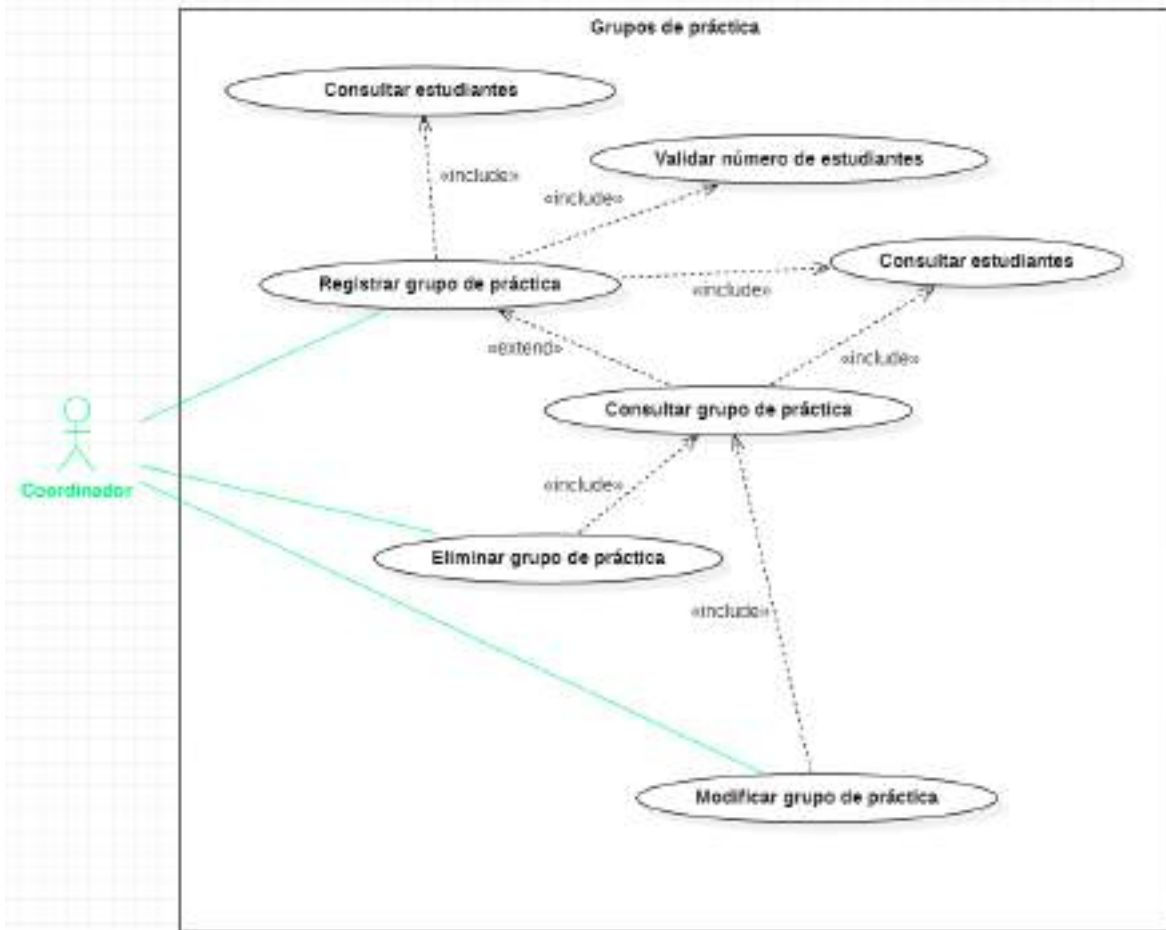 Grupos de práctica
Consultar estudiantes
Validar número de estudiantes
«include»
«include»
Consultar estudiantes
Registrar grupo de práctica
«include»
«extend»
«include»
Consultar grupo de práctica
Coordinador
«include»
Eliminar grupo de práctica
«include»
Modificar grupo de práctica